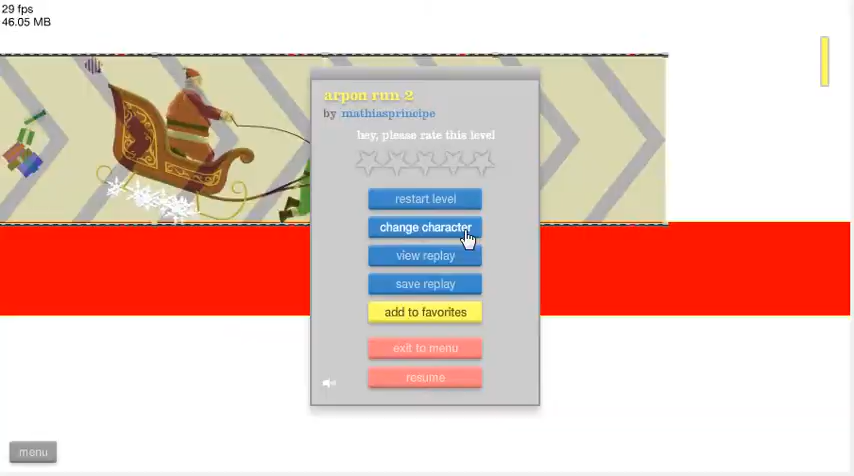 29 fps
46.05 MB
arpon run 2
by mathiasprincipe
hey, please rate this level
restart level
change character
view replay
save replay
add to favorites
exit to menu
resume
menu